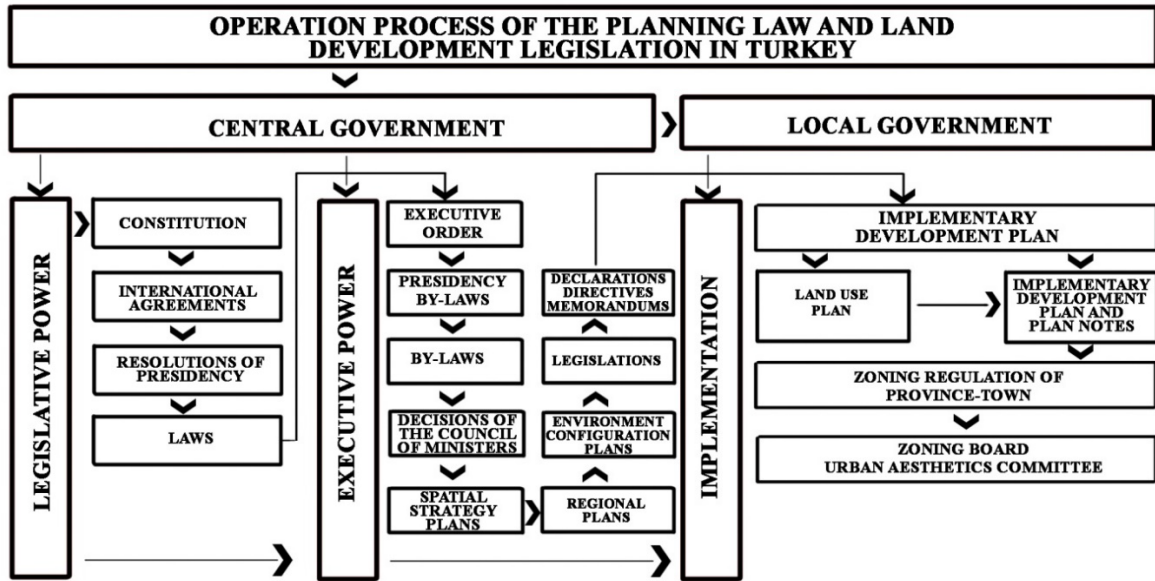 OPERATION PROCESS OF THE PLANNING LAW AND LAND
DEVELOPMENT LEGISLATION IN TURKEY
CENTRAL GOVERNMENT
LOCAL GOVERNMENT
LEGISLATIVE POWER
CONSTITUTION
INTERNATIONAL
AGREEMENTS
RESOLUTIONS OF
PRESIDENCY
LAWS
EXECUTIVE POWER
EXECUTIVE
ORDER
PRESIDENCY
BY-LAWS
BY-LAWS
DECISIONS OF
THE COUNCIL
OF MINISTERS
SPATIAL
STRATEGY
PLANS
REGIONAL
PLANS
ENVIRONMENT
CONFIGURATION
PLANS
LEGISLATIONS
DECLARATIONS
DIRECTIVES
MEMORANDUMS
IMPLEMENTATION
IMPLEMENTARY
DEVELOPMENT PLAN
LAND USE
PLAN
IMPLEMENTARY
DEVELOPMENT
PLAN AND
PLAN NOTES
ZONING REGULATION OF
PROVINCE-TOWN
ZONING BOARD
URBAN AESTHETICS COMMITTEE